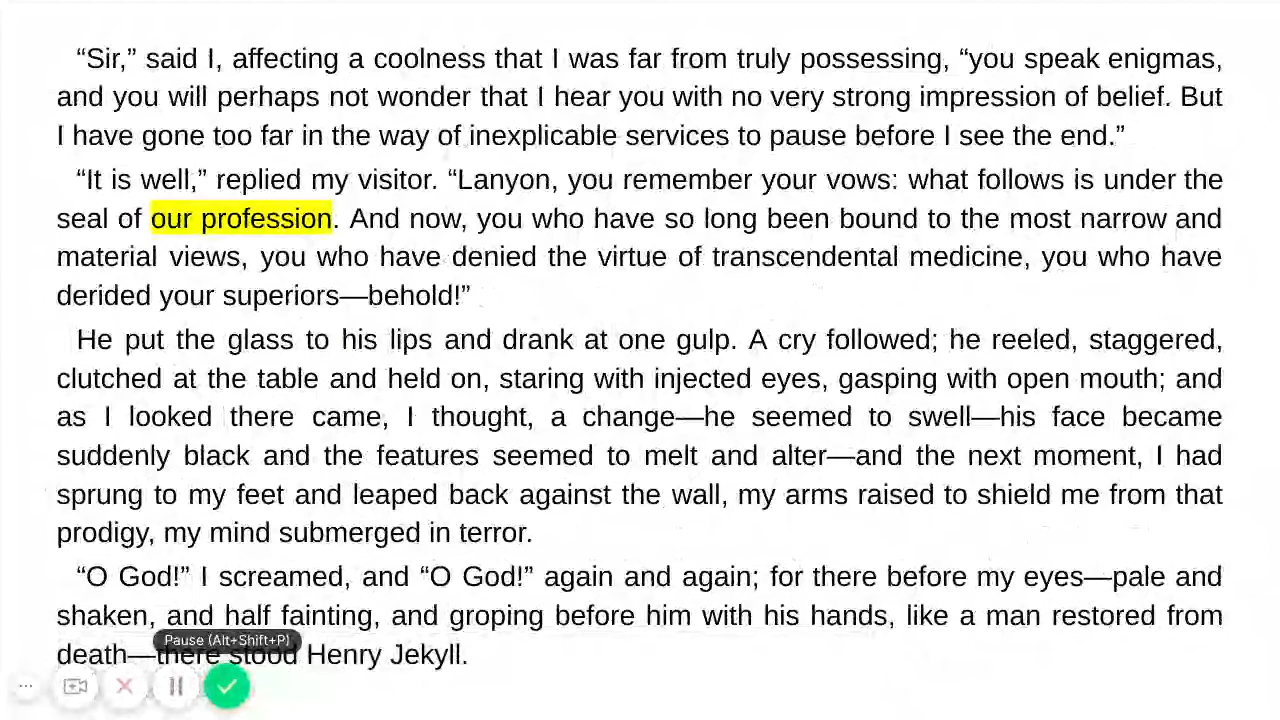 “Sir,” said I, affecting a coolness that I was far from truly possessing, “you speak enigmas,
and you will perhaps not wonder that I hear you with no very strong impression of belief. But
I have gone too far in the way of inexplicable services to pause before I see the end.”
“It is well,” replied my visitor. “Lanyon, you remember your vows: what follows is under the
seal of our profession. And now, you who have so long been bound to the most narrow and
material views, you who have denied the virtue of transcendental medicine, you who have
derided your superiors—behold!”
He put the glass to his lips and drank at one gulp. A cry followed; he reeled, staggered,
clutched at the table and held on, staring with injected eyes, gasping with open mouth; and
as I looked there came, I thought, a change—he seemed to swell—his face became
suddenly black and the features seemed to melt and alter—and the next moment, I had
sprung to my feet and leaped back against the wall, my arms raised to shield me from that
prodigy, my mind submerged in terror.
“O God!” I screamed, and “O God!” again and again; for there before my eyes—pale and
shaken, and half fainting, and groping before him with his hands, like a man restored from
Pause (Alt+Shift+P)
death—there stood Henry Jekyll.